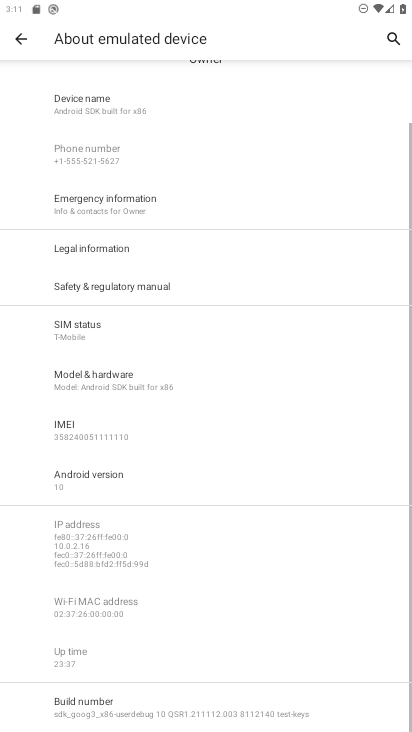 3:11
About emulated device
Owner
Device name
Android SDK built for x86
Phone number
+1-555-521-5627
Emergency information
Info & contacts for Owner
Legal information
Safety & regulatory manual
SIM status
T-Mobile
Model & hardware
Model: Android SDK built for x86
IMEI
358240051111110
Android version
10
IP address
fe80::37:26ff:fe00:0
10.0.2.16
fec0::37:26ff:fe00:0
fec0::5d88:bfd2:ff5d:99d
Wi-Fi MAC address
02:37:26:00:00:00
Up time
23:37
Build number
sdk_goog3_x86-userdebug 10 QSR1.211112.003 8112140 test-keys